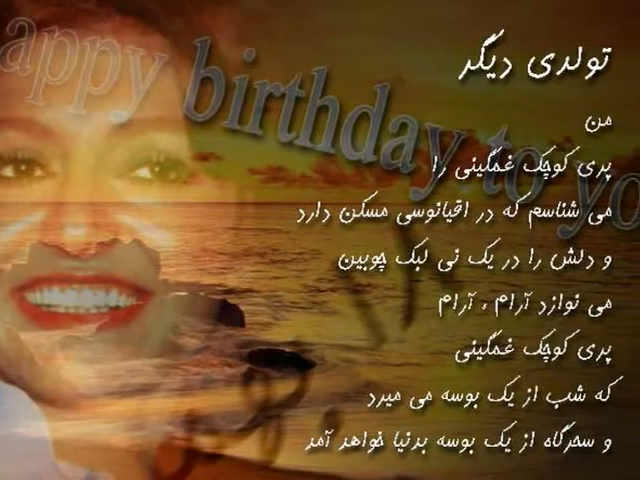 happy birthday to yo
تولدی دیگر
من
پری کوچک غمگینی را
می شناسم که در اقیانوسی مسکن دارد
و دلش را در یک نی لبک چوبین
می نوازد آرام ، آرام
پری کوچک غمگینی
که شب از یک بوسه می میرد
و سحرگاه از یک بوسه بدنیا خواهد آمد